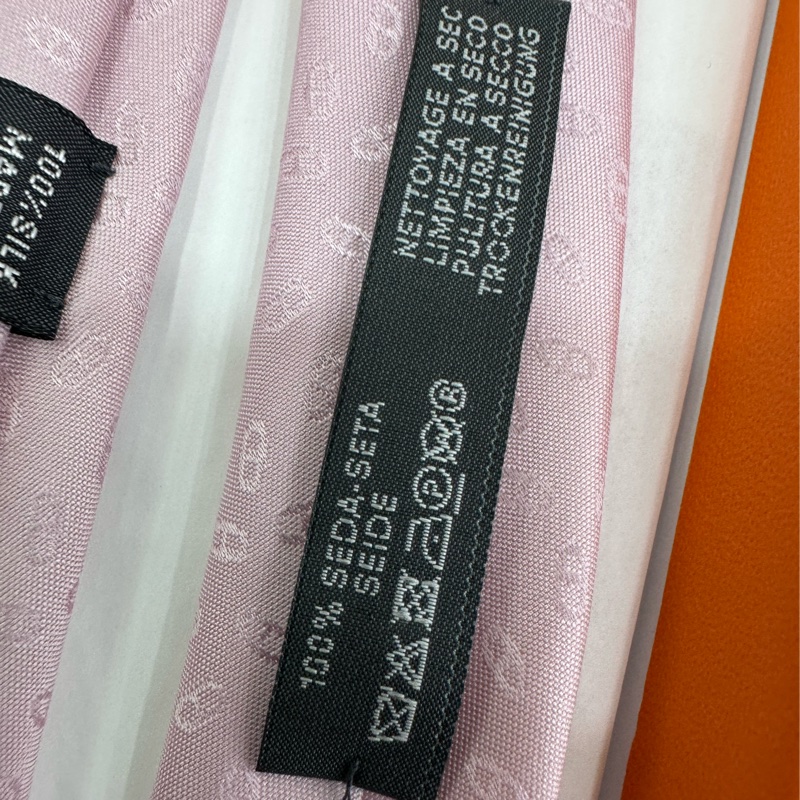 100% SILK
NETTOYAGE A SEC
LIMPIEZA EN SECO
PULITURA A SECCO
TROCKENREINIGUNG
100% SEDA-SETA
SEIDE
P